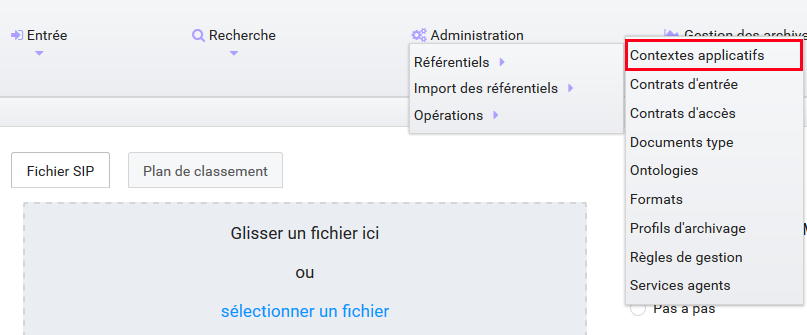 Entrée
Recherche
Administration
Gestion des archive
Référentiels
Import des référentiels
Opérations
Contextes applicatifs
Contrats d'entrée
Contrats d'accès
Documents type
Ontologies
Formats
Profils d'archivage
Règles de gestion
Services agents
Fichier SIP
Plan de classement
Glisser un fichier ici
ou
sélectionner un fichier
Pas à pas